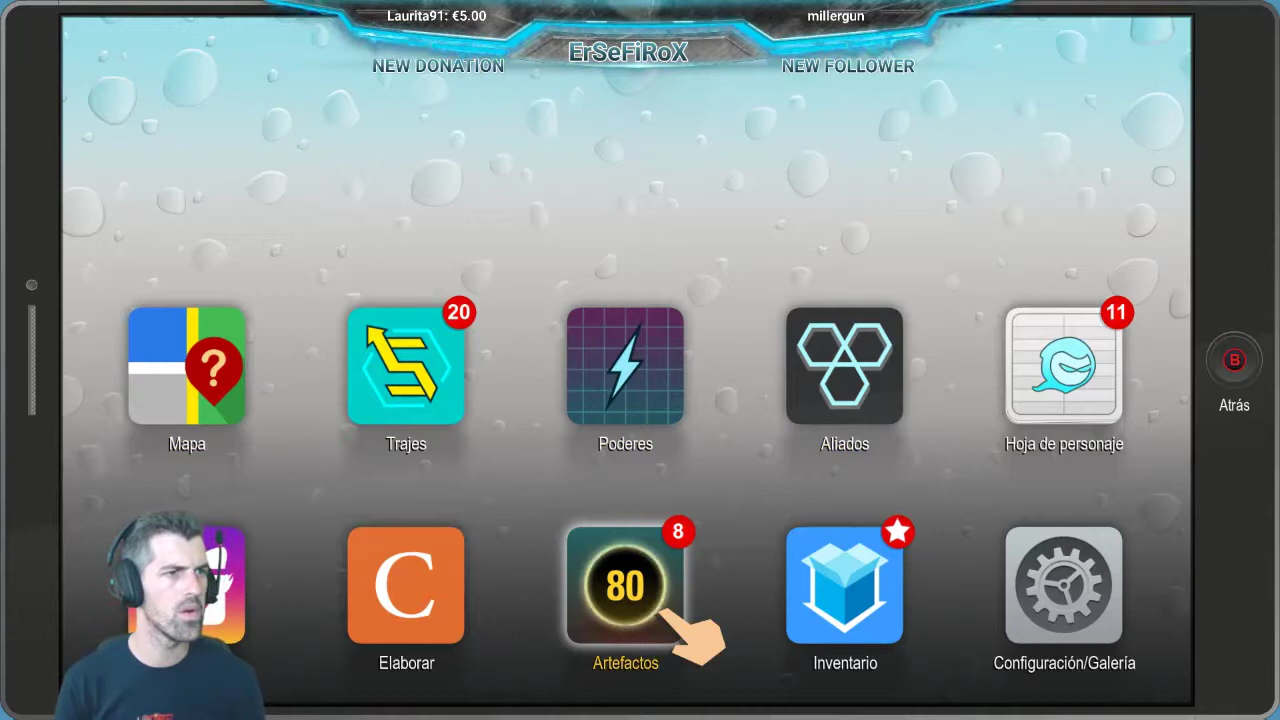 Laurita91: €5.00
millergun
ErSeFiRoX
NEW DONATION
NEW FOLLOWER
20
11
?
B
Atrás
Mapa
Trajes
Poderes
Aliados
Hoja de personaje
8
C
80
Elaborar
Artefactos
Inventario
Configuración/Galería